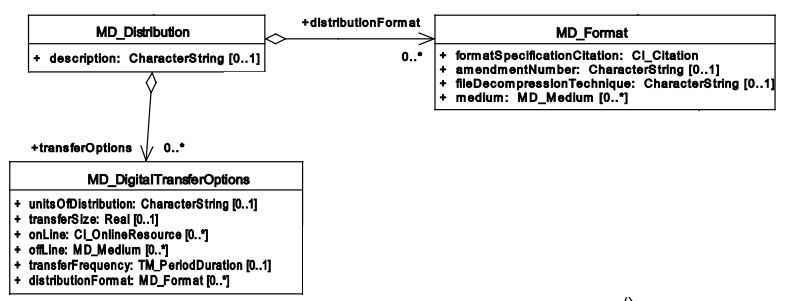 MD_Distribution
+ description: CharacterString [0..1]
+distributionFormat
0..*
MD_Format
+ formatSpecificationCitation: CI_Citation
+ amendmentNumber: CharacterString [0..1]
+ fileDecompressionTechnique: CharacterString [0..1]
+ medium: MD_Medium [0..*]
+transferOptions 0..*
MD_DigitalTransferOptions
+ unitsOfDistribution: CharacterString [0..1]
+ transferSize: Real [0..1]
+ onLine: CI_OnlineResource [0..*]
+ offLine: MD_Medium [0..*]
+ transferFrequency: TM_PeriodDuration [0..1]
+ distributionFormat: MD_Format [0..*]